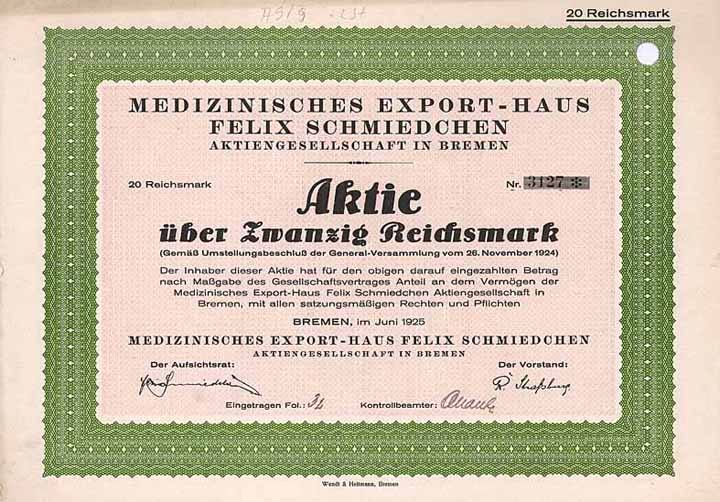 20 Reichsmark
MEDIZINISCHES EXPORT-HAUS
FELIX SCHMIEDCHEN
AKTIENGESELLSCHAFT IN BREMEN
20 Reichsmark
Nr. 3127 *
Aktie
über Zwanzig Reichsmark
(Gemäß Umstellungsbeschluß der General-Versammlung vom 26. November 1924)
Der Inhaber dieser Aktie hat für den obigen darauf eingezahlten Betrag
nach Maßgabe des Gesellschaftsvertrages Anteil an dem Vermögen der
Medizinisches Export-Haus Felix Schmiedchen Aktiengesellschaft in
Bremen, mit allen satzungsmäßigen Rechten und Pflichten
BREMEN, im Juni 1925
MEDIZINISCHES EXPORT-HAUS FELIX SCHMIEDCHEN
AKTIENGESELLSCHAFT IN BREMEN
Der Aufsichtsrat:
Der Vorstand:
Eingetragen Fol.:
Kontrollbeamter:
Wendt & Heitmann, Bremen